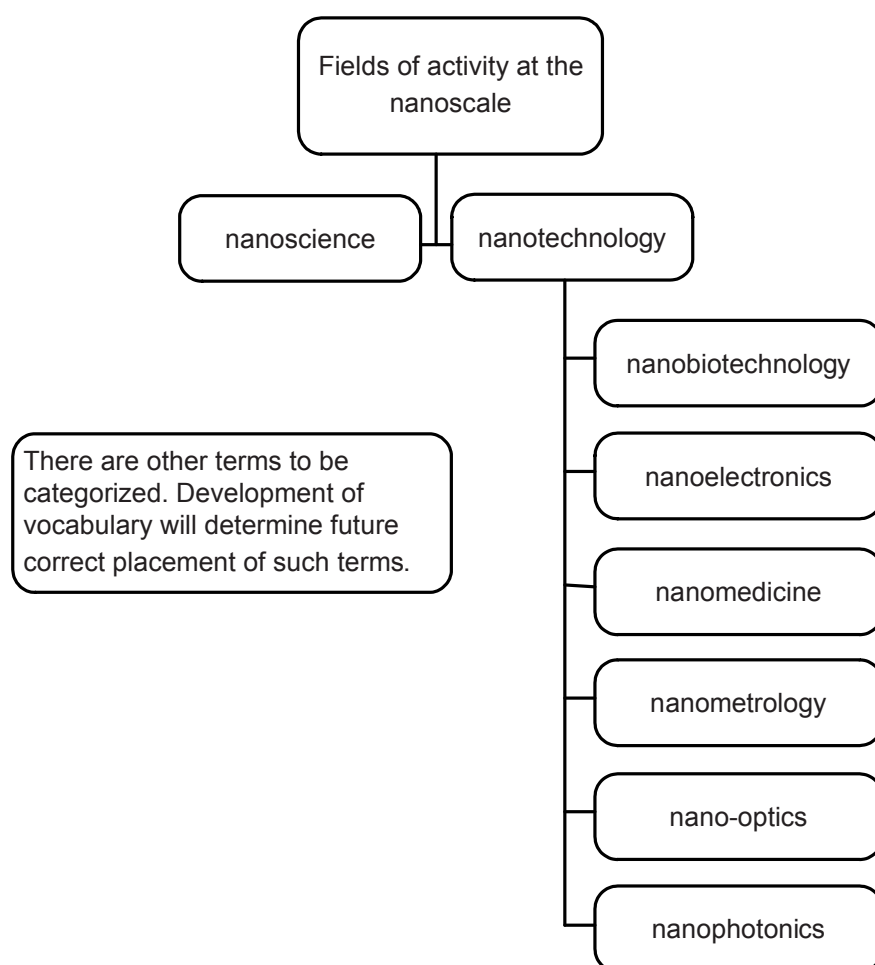 Fields of activity at the
nanoscale
nanoscience
nanotechnology
nanobiotechnology
There are other terms to be
categorized. Development of
vocabulary will determine future
correct placement of such terms.
nanoelectronics
nanomedicine
nanometrology
nano-optics
nanophotonics